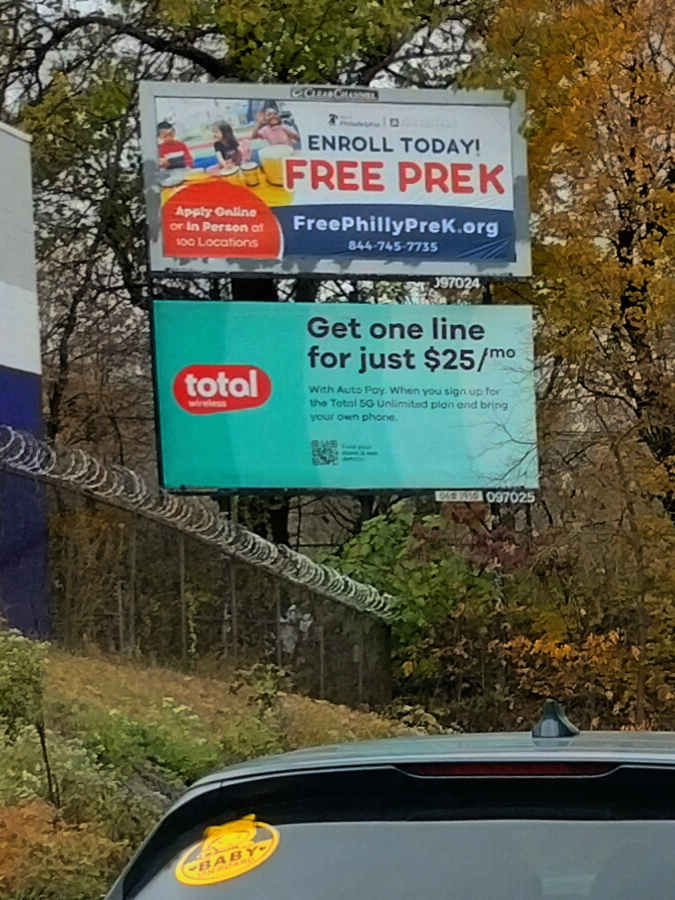 CLEAR CHANNEL
Philadelphia
ENROLL TODAY!
FREE PREK
Apply Online
or In Person at
100 Locations
FreePhillyPreK.org
844-745-7735
J97024
Get one line
for just $25/mo
total
wireless
With Auto Pay. When you sign up for
the Total 5G Unlimited plan and bring
your own phone.
097025
BABY